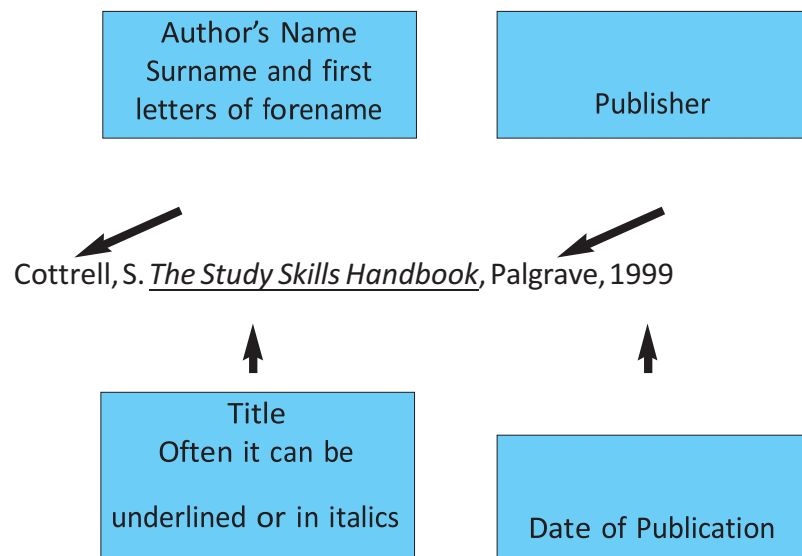 Author’s Name
Surname and first
letters of forename
Publisher
Cottrell, S. The Study Skills Handbook, Palgrave, 1999
Title
Often it can be
underlined or in italics
Date of Publication